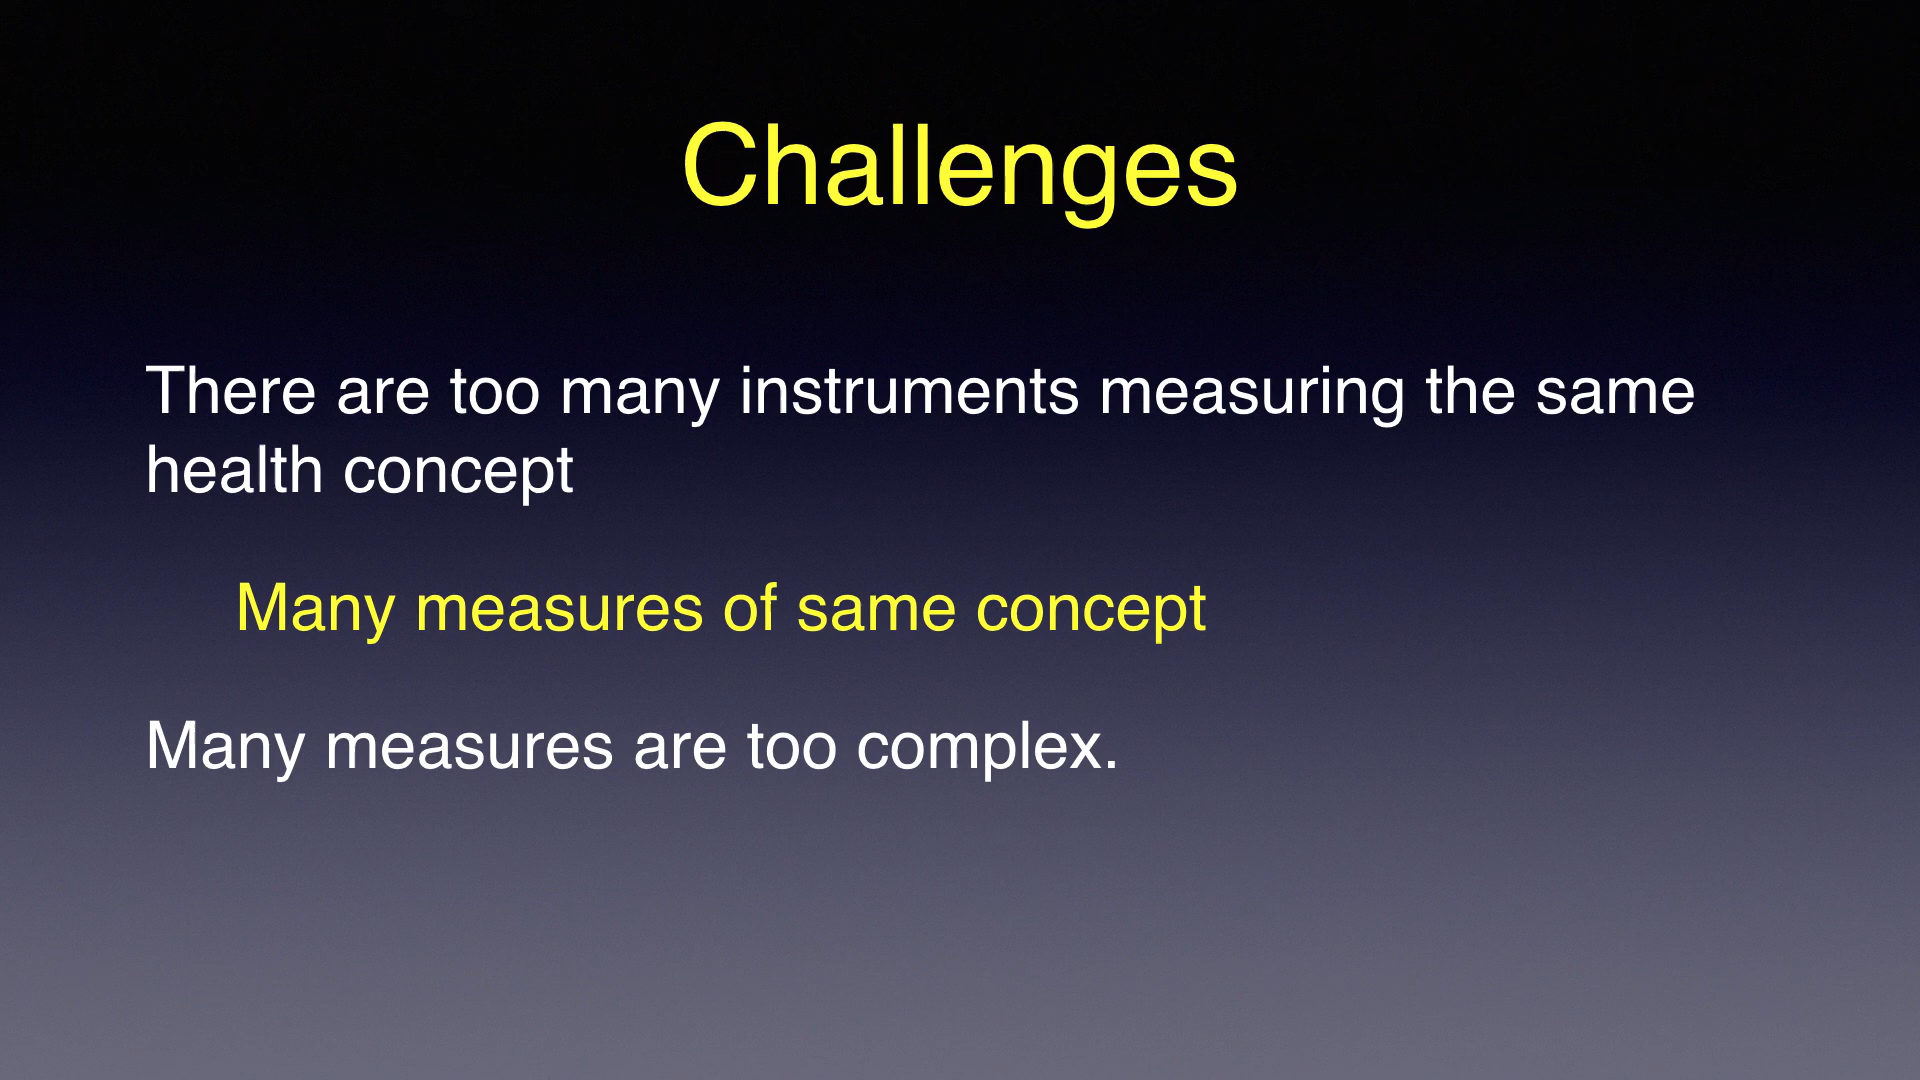 Challenges
There are too many instruments measuring the same
health concept
Many measures of same concept
Many measures are too complex.